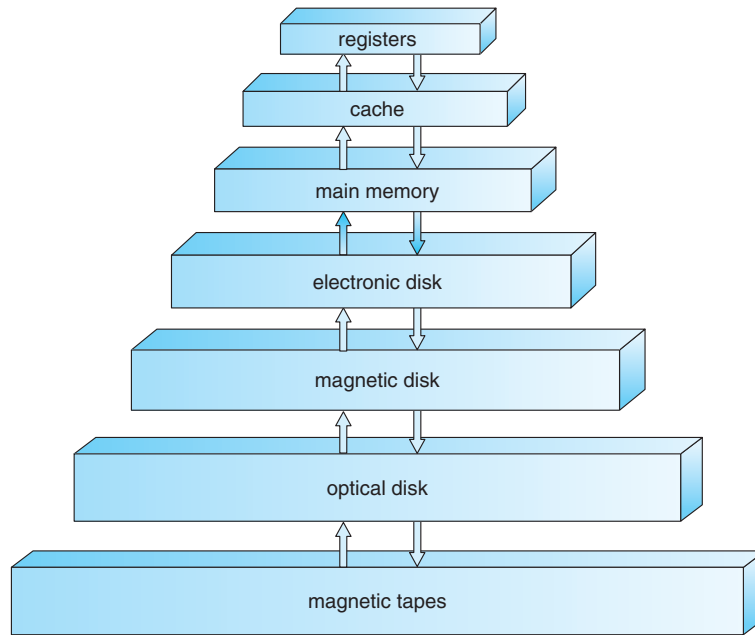 registers
cache
main memory
electronic disk
magnetic disk
optical disk
magnetic tapes